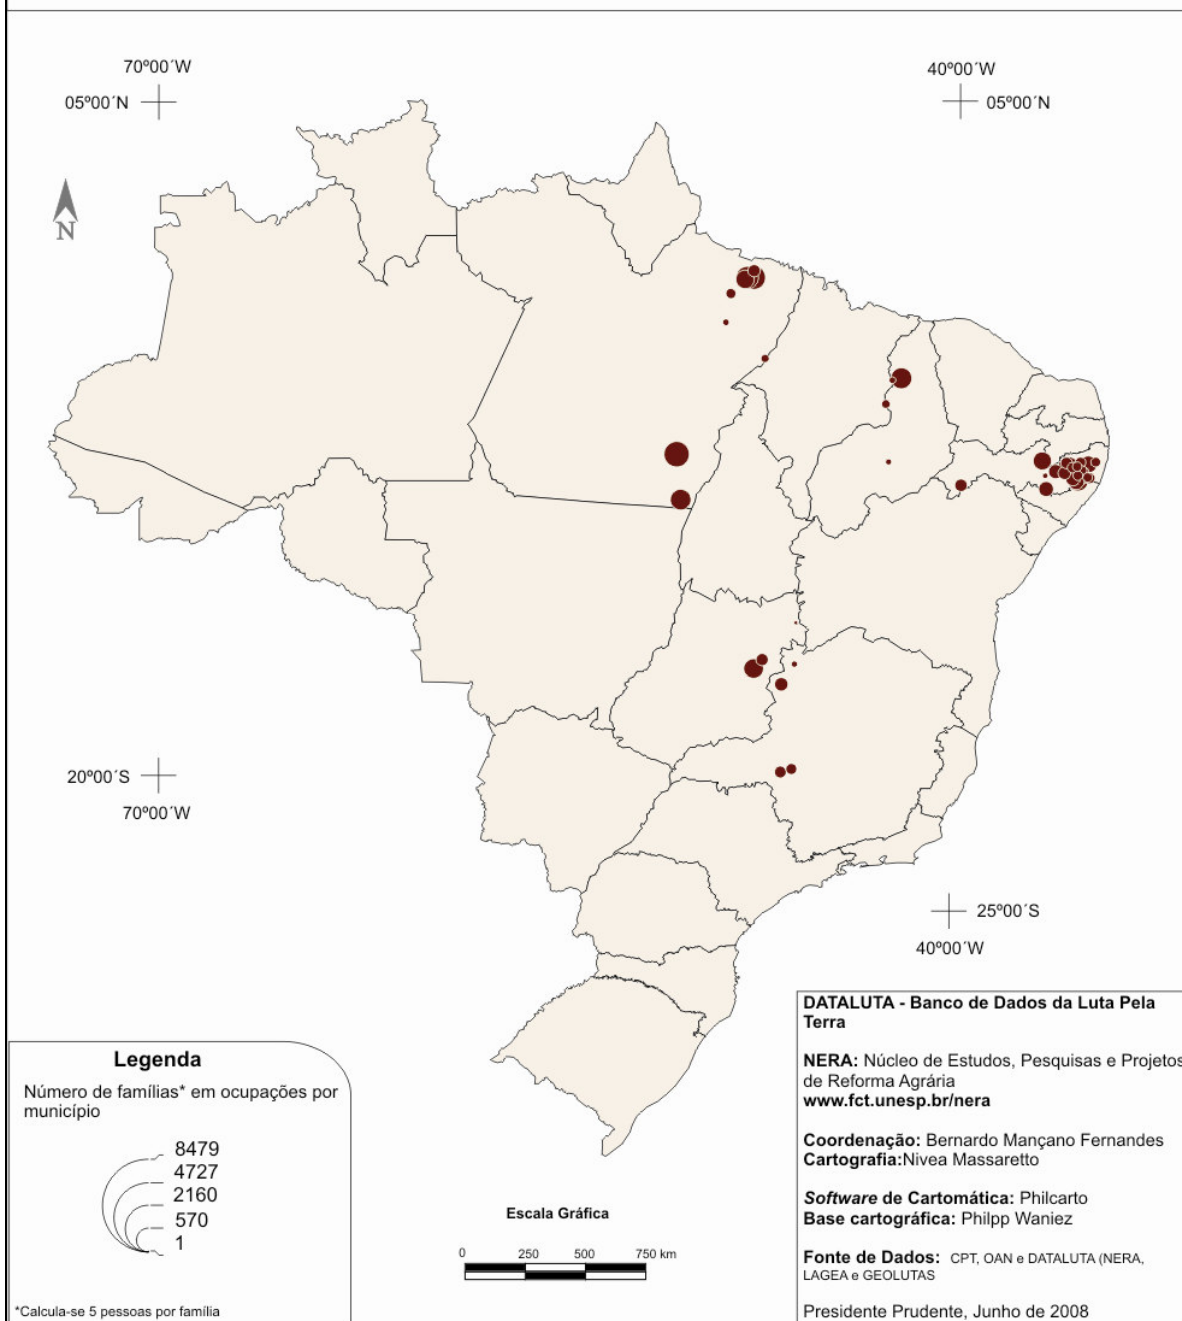 70º00´W
40º00´W
05º00´N
05º00´N
N
20º00´S
70º00´W
25º00´S
40º00´W
Legenda
Número de famílias* em ocupações por
município
8479
4727
2160
570
1
*Calcula-se 5 pessoas por família
Escala Gráfica
0 250 500 750 km
DATALUTA - Banco de Dados da Luta Pela
Terra
NERA: Núcleo de Estudos, Pesquisas e Projetos
de Reforma Agrária
www.fct.unesp.br/nera
Coordenação: Bernardo Mançano Fernandes
Cartografia:Nivea Massaretto
Software de Cartomática: Philcarto
Base cartográfica: Philpp Waniez
Fonte de Dados: CPT, OAN e DATALUTA (NERA,
LAGEA e GEOLUTAS
Presidente Prudente, Junho de 2008